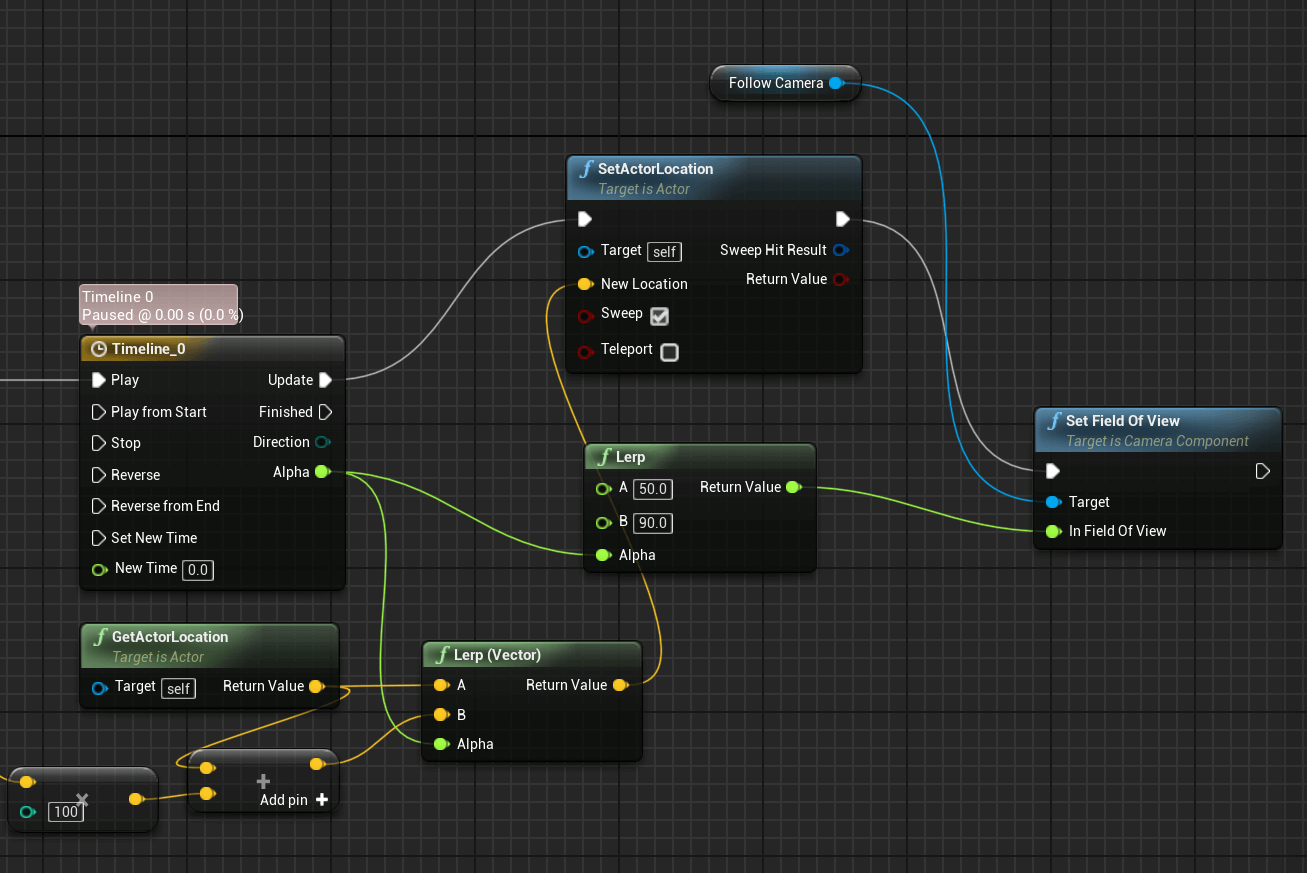 Follow Camera
SetActorLocation
Target is Actor
Target self
Sweep Hit Result
New Location
Return Value
Sweep
Teleport
Timeline 0
Paused @ 0.00 s (0.0 %)
Timeline_0
Play
Update
Play from Start
Finished
Stop
Direction
Reverse
Alpha
Reverse from End
Set New Time
New Time 0.0
Lerp
A 50.0
Return Value
B 90.0
Alpha
Set Field Of View
Target is Camera Component
Target
In Field Of View
GetActorLocation
Target is Actor
Target self
Return Value
Lerp (Vector)
A
Return Value
B
Alpha
Add pin
100